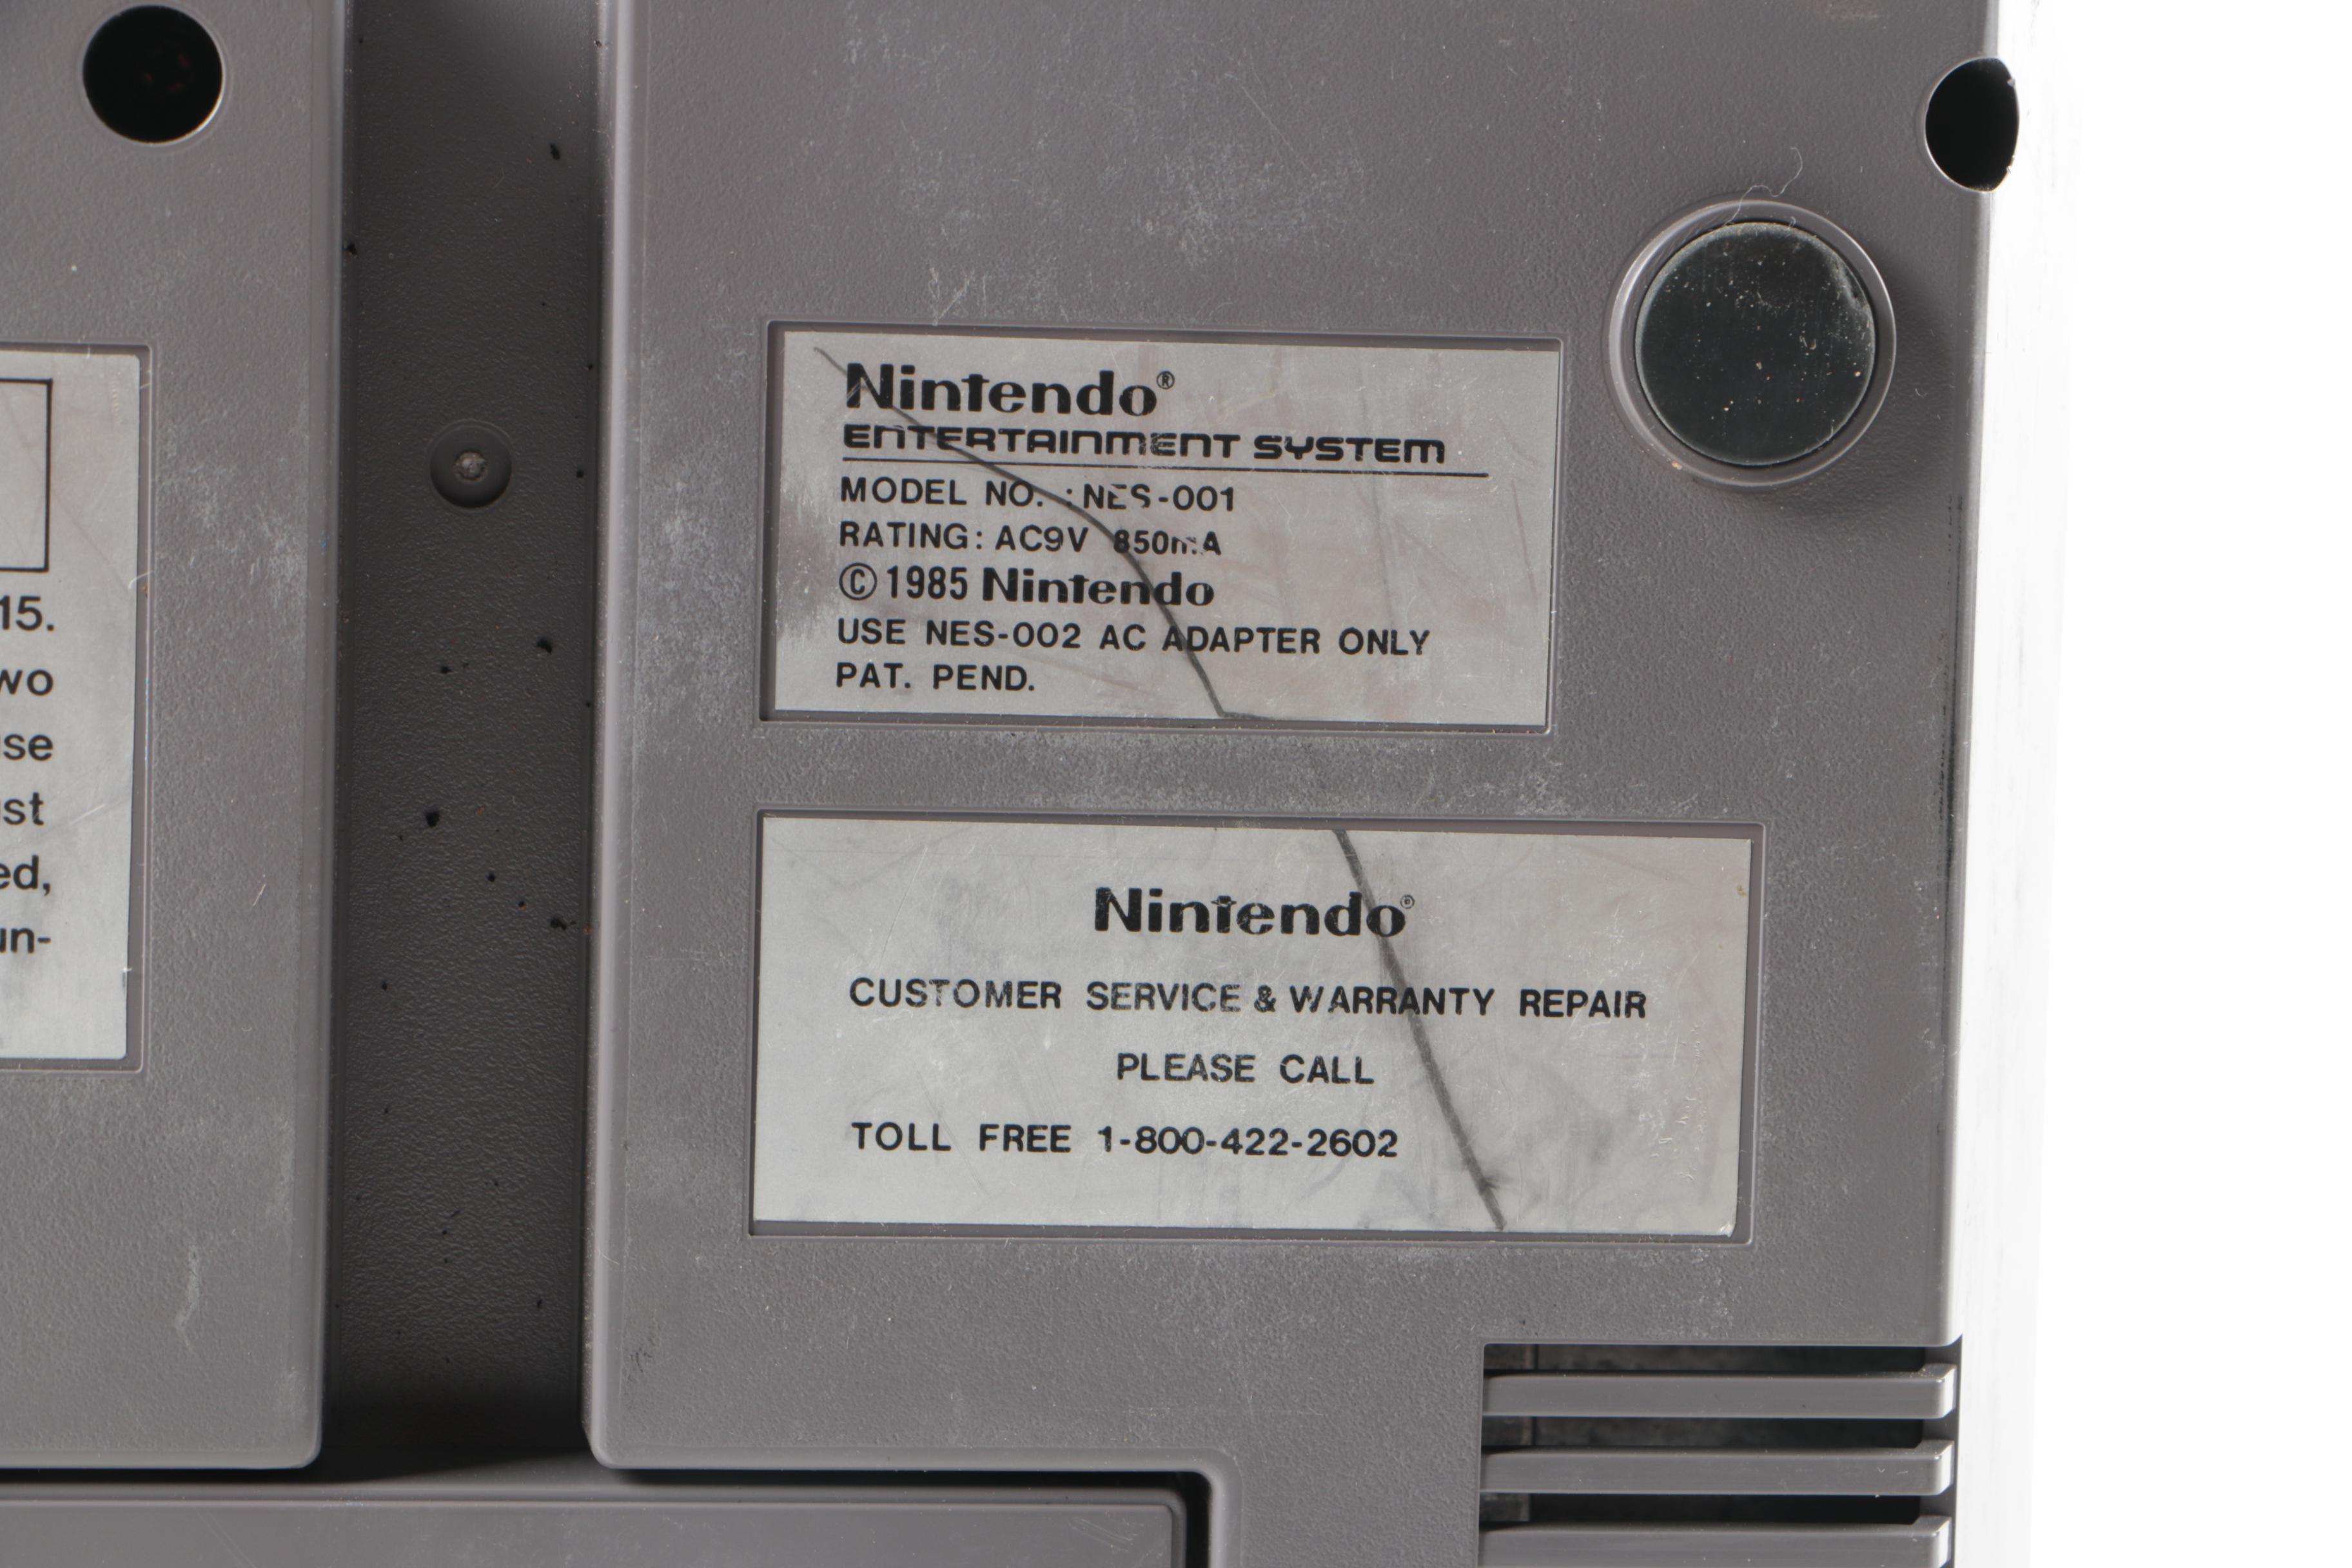 15.
wo
se
st
ed,
un-
Nintendo®
ENTERTAINMENT SYSTEM
MODEL NO. : NES-001
RATING: AC9V 850mA
©1985 Nintendo
USE NES-002 AC ADAPTER ONLY
PAT. PEND.
Nintendo®
CUSTOMER SERVICE & WARRANTY REPAIR
PLEASE CALL
TOLL FREE 1-800-422-2602